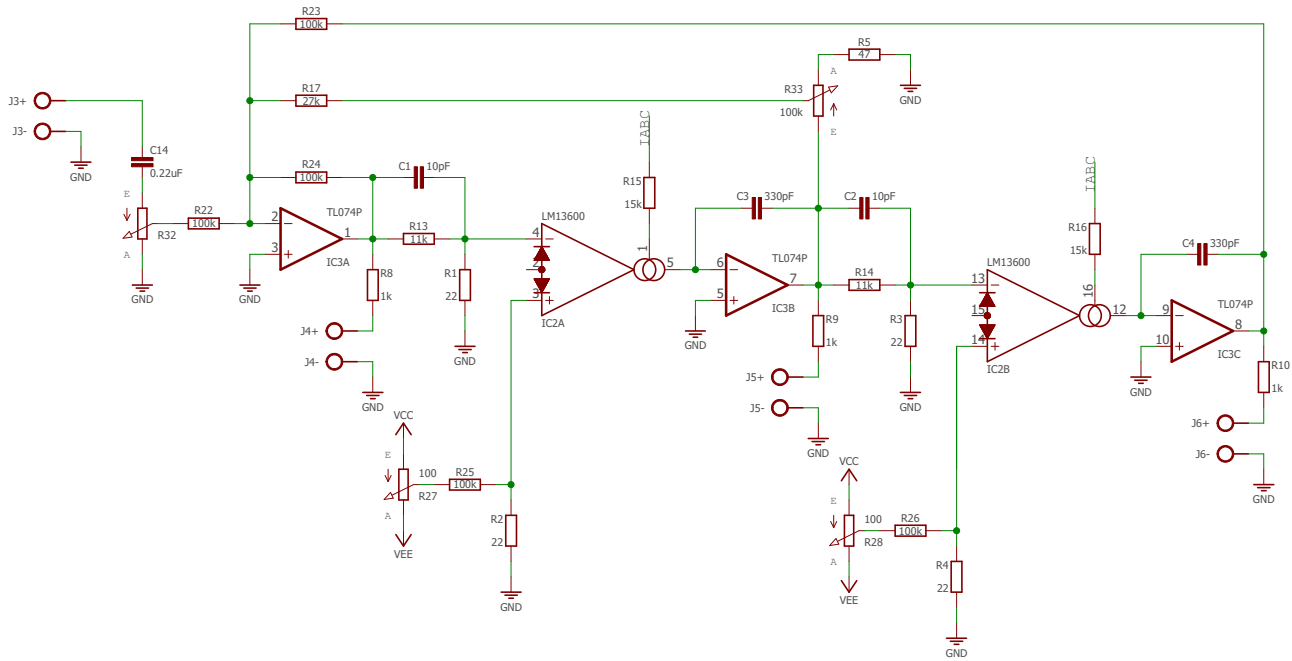 R23
100k
R5
47
A
R17
27k
R33
100k
E
GND
J3+
J3-
GND
C14
0.22uF
E
R32
A
GND
R22
100k
R24
100k
C1 10pF
2
3
1
TL074P
IC3A
GND
R13
11k
R8
1k
R1
22
GND
J4+
J4-
GND
IABC
R15
15k
LM13600
4
2
3
1
5
IC2A
C3 330pF
C2 10pF
6
5
7
TL074P
IC3B
GND
R14
11k
R9
1k
R3
22
GND
J5+
J5-
GND
IABC
R16
15k
LM13600
13
15
14
16
12
IC2B
C4 330pF
9
10
8
TL074P
IC3C
GND
R10
1k
J6+
J6-
GND
VCC
E
100
R27
A
VEE
R25
100k
R2
22
GND
VCC
E
100
R28
A
VEE
R26
100k
R4
22
GND